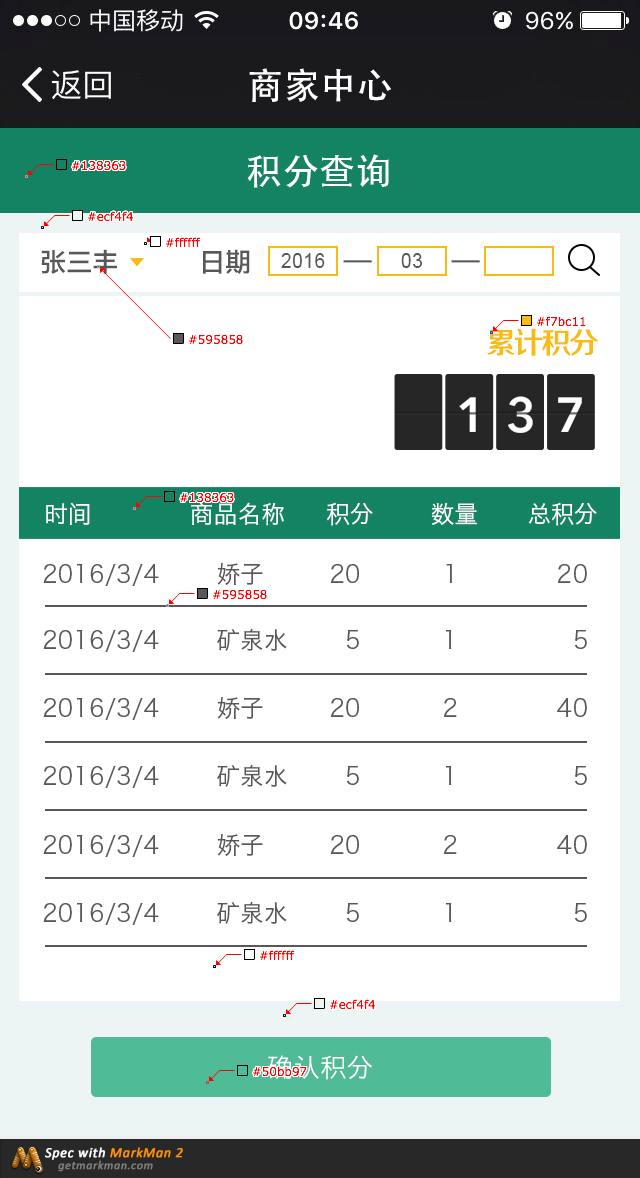 中国移动 09:46 96%
返回 商家中心
#138363 积分查询
#ecf4f4
#ffffff
张三丰 日期 2016 — 03 —
#f7bc11
#595858 累计积分
137
#138363
时间 商品名称 积分 数量 总积分
2016/3/4 娇子 20 1 20
#595858
2016/3/4 矿泉水 5 1 5
2016/3/4 娇子 20 2 40
2016/3/4 矿泉水 5 1 5
2016/3/4 娇子 20 2 40
2016/3/4 矿泉水 5 1 5
#ffffff
#ecf4f4
#50bb97 确认积分
Spec with MarkMan 2
getmarkman.com